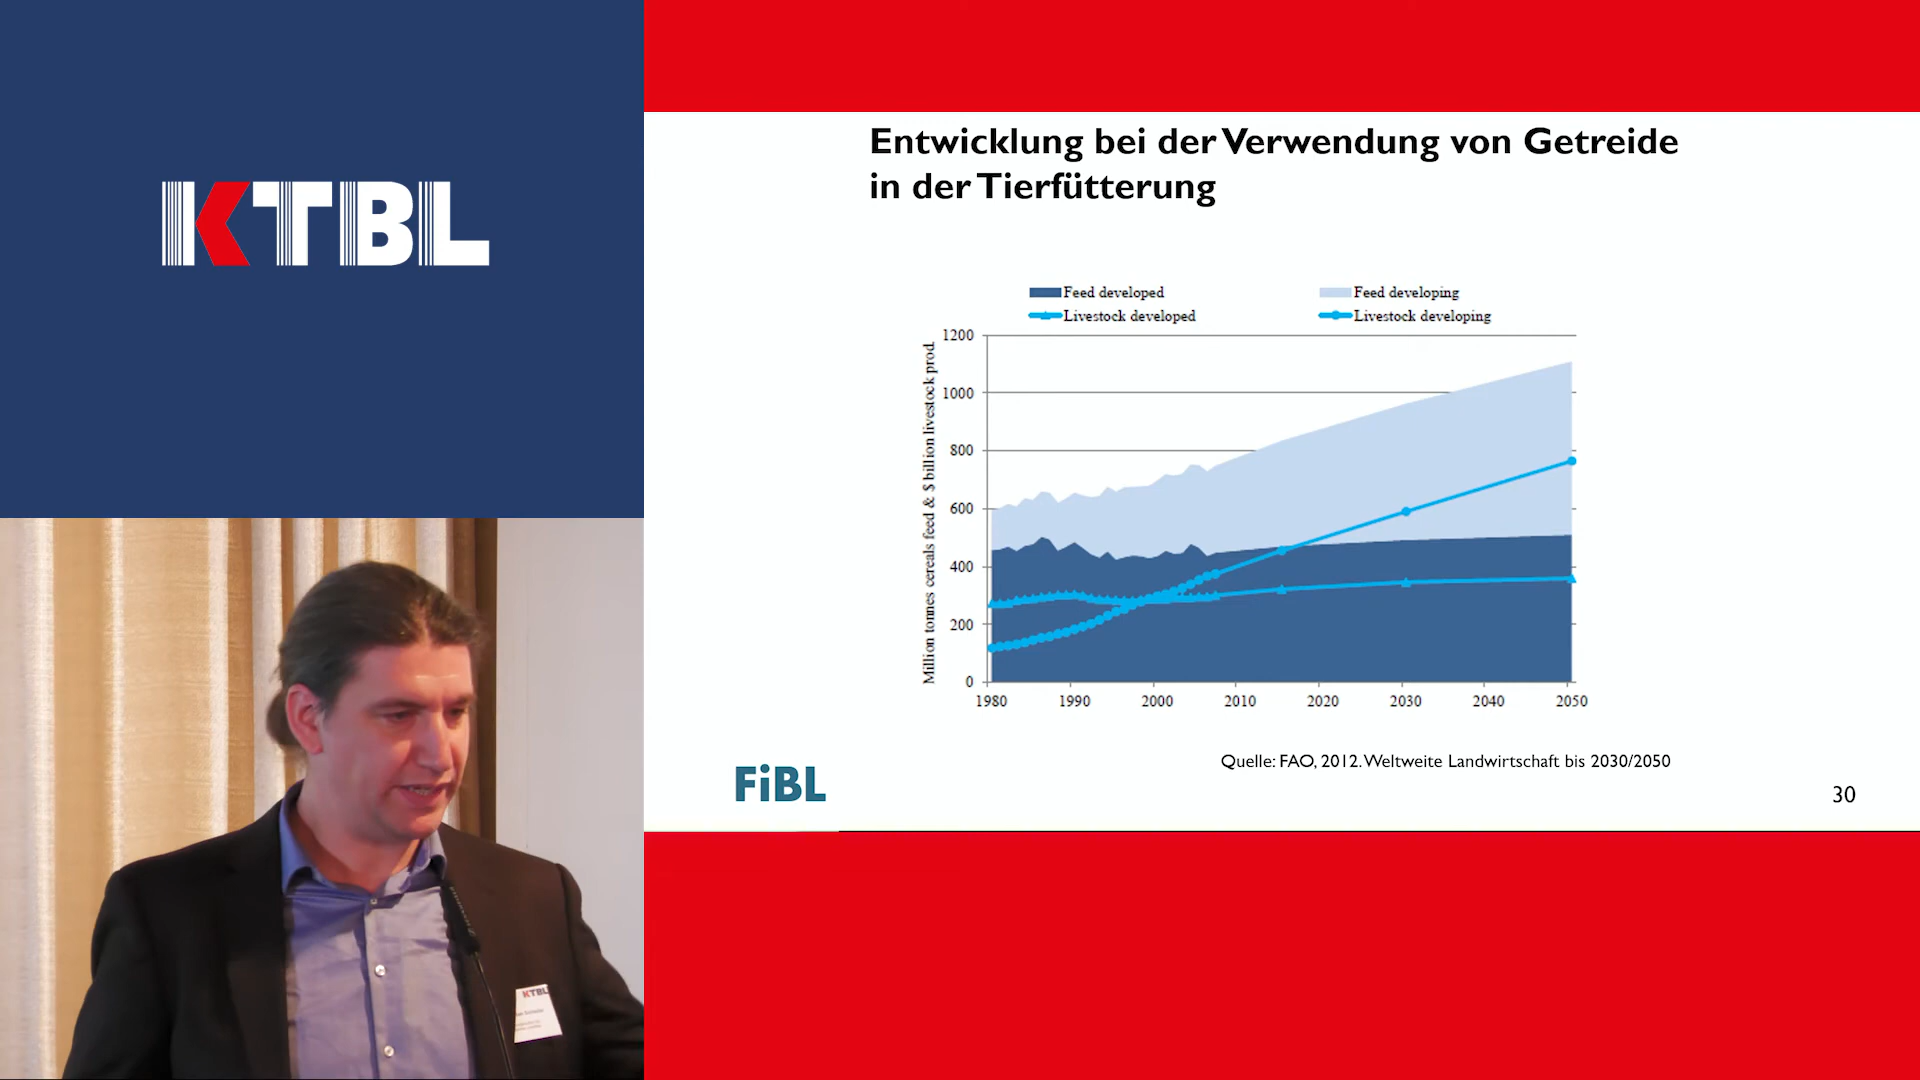 KTBL
Entwicklung bei der Verwendung von Getreide
in der Tierfütterung
Feed developed
Feed developing
Livestock developed
Livestock developing
Million tonnes cereals feed & $ billion livestock prod.
1200
1000
800
600
400
200
0
1980
1990
2000
2010
2020
2030
2040
2050
Quelle: FAO, 2012. Weltweite Landwirtschaft bis 2030/2050
FiBL
30
KTBL